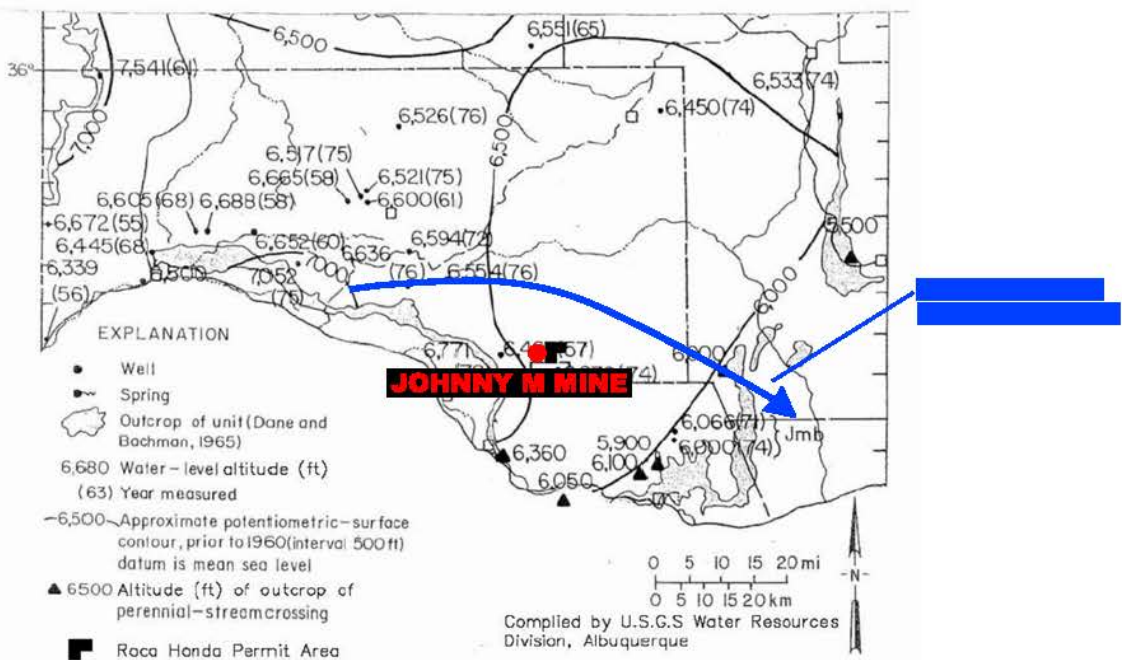 6,551(65)
6,500
36°
7,541(61)
6,533(74)
6,450(74)
6,526(76)
7,000
6,500
6,517(75)
6,665(58)
6,521(75)
6,600(61)
6,605(68)
6,688(58)
6,672(55)
5,500
6,445(68)
6,652(60)
6,594(72)
6,636
(76)
7,000
6,339
(56)
6,500
7,052
(75)
6,554(76)
6,000
EXPLANATION
6,771
JOHNNY M MINE
Well
Spring
Outcrop of unit (Dane and
Bachman, 1965)
6,066(71)
Jmb
6,360
5,900
6,000(74)
6,100
6,050
6,680 Water-level altitude (ft)
(63) Year measured
6,500 Approximate potentiometric-surface
contour, prior to 1960 (interval 500 ft)
datum is mean sea level
6500 Altitude (ft) of outcrop of
perennial-stream crossing
Roca Honda Permit Area
0 5 10 15 20 mi
0 5 10 15 20 km
-N-
Compiled by U.S.G.S Water Resources
Division, Albuquerque